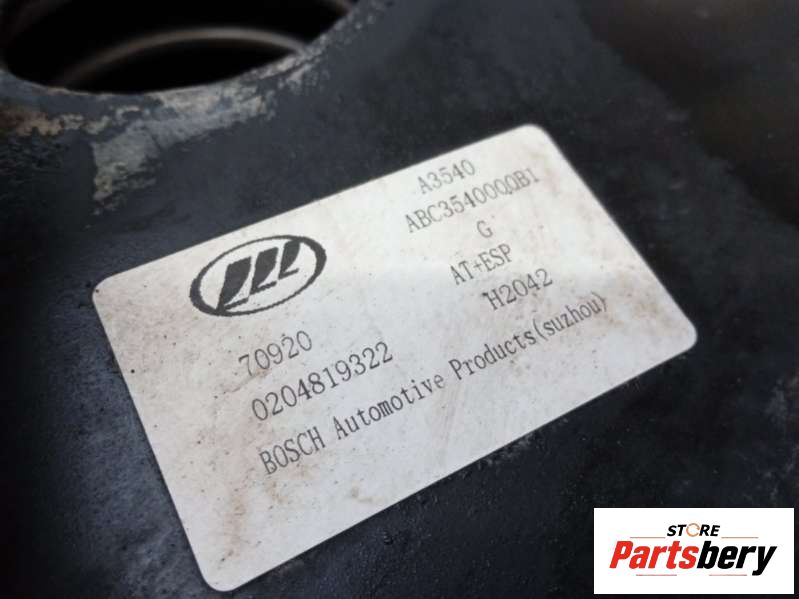 A3540
ABC3540000B1
G
AT+ESP
70920
H2042
0204819322
BOSCH Automotive Products(suzhou)
STORE
Partsbery